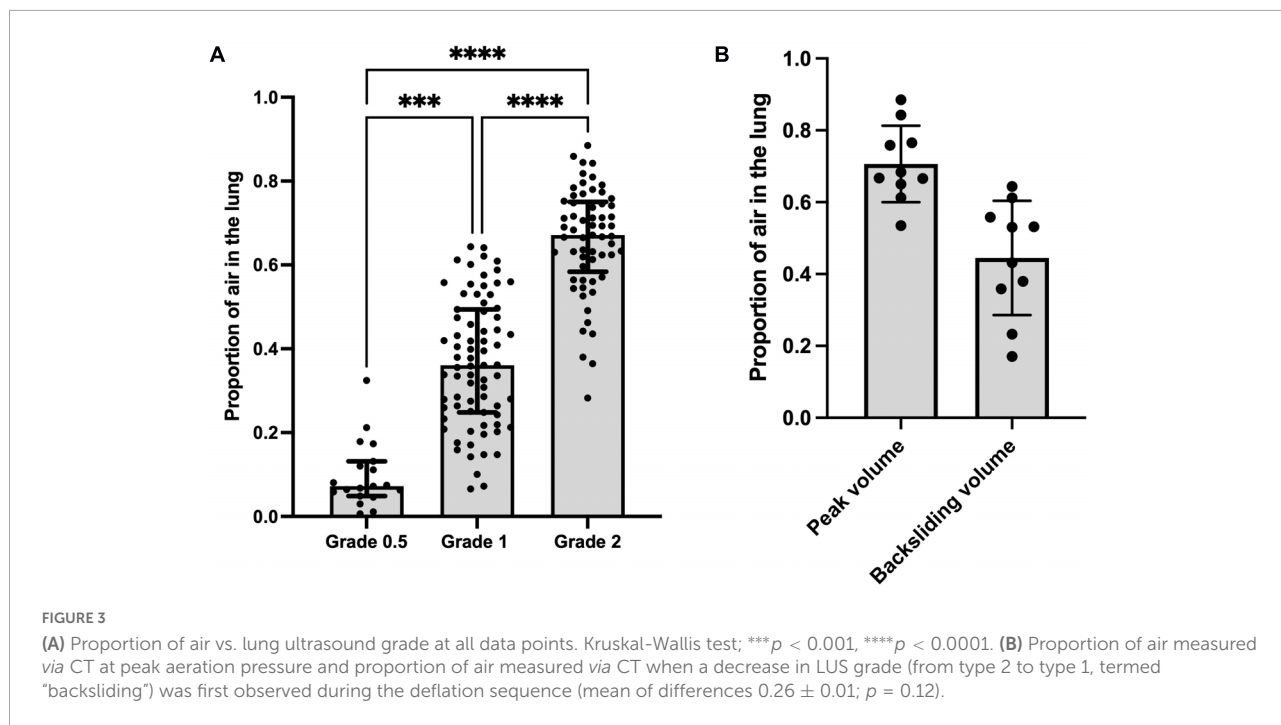 A
****
***
****
Proportion of air in the lung
1.0
0.8
0.6
0.4
0.2
0.0
Grade 0.5
Grade 1
Grade 2
B
Proportion of air in the lung
1.0
0.8
0.6
0.4
0.2
0.0
Peak volume
Backsliding volume
FIGURE 3
(A) Proportion of air vs. lung ultrasound grade at all data points. Kruskal-Wallis test; ***p < 0.001, ****p < 0.0001. (B) Proportion of air measured
via CT at peak aeration pressure and proportion of air measured via CT when a decrease in LUS grade (from type 2 to type 1, termed
“backsliding”) was first observed during the deflation sequence (mean of differences 0.26 ± 0.01; p = 0.12).